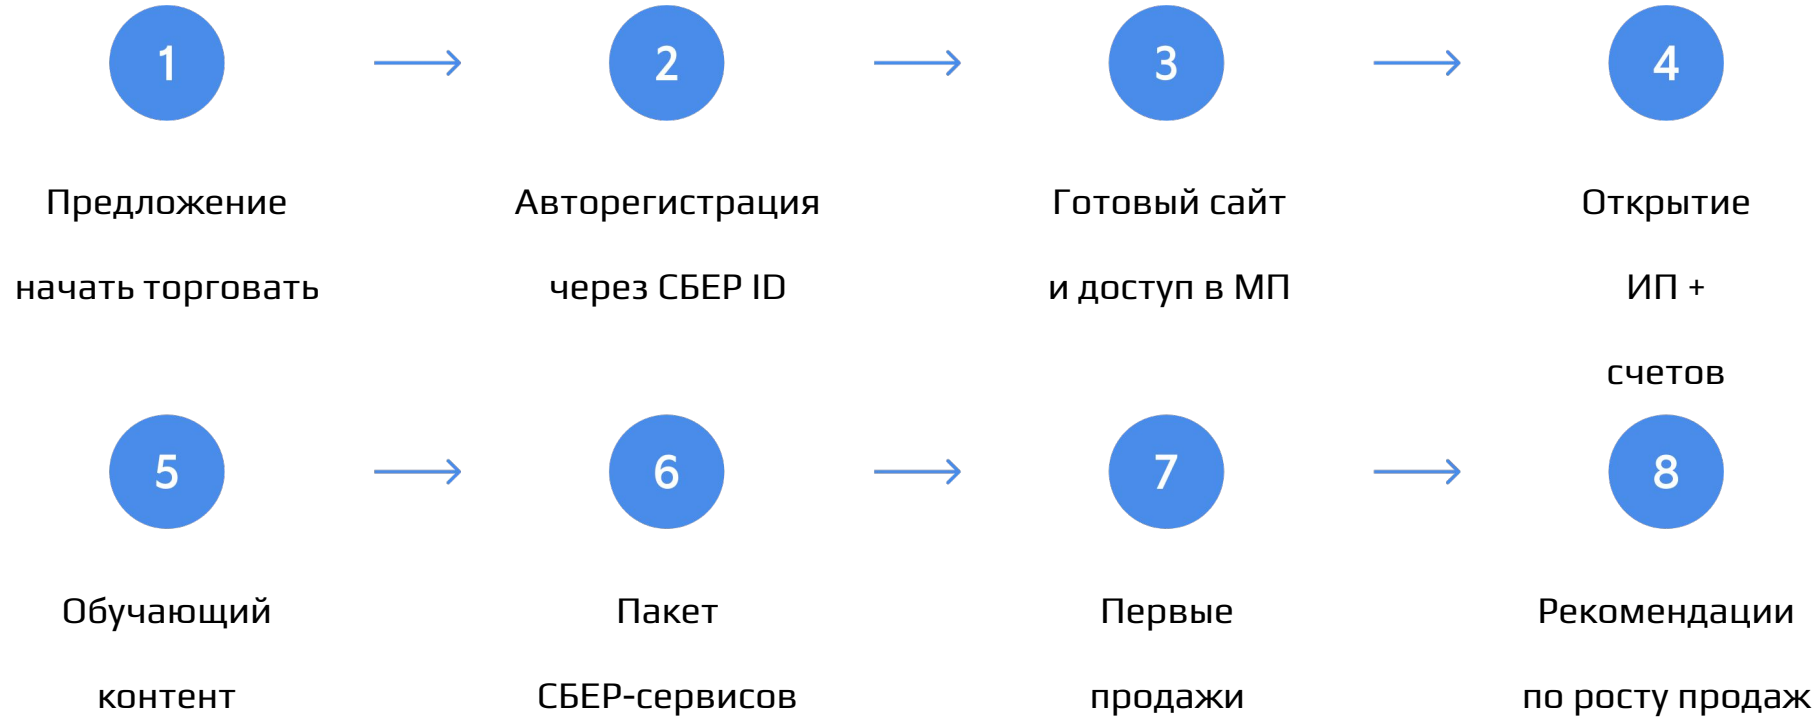 1
2
3
4
Предложение
начать торговать
Авторегистрация
через СБЕР ID
Готовый сайт
и доступ в МП
Открытие
ИП +
счетов
5
6
7
8
Обучающий
контент
Пакет
СБЕР-сервисов
Первые
продажи
Рекомендации
по росту продаж